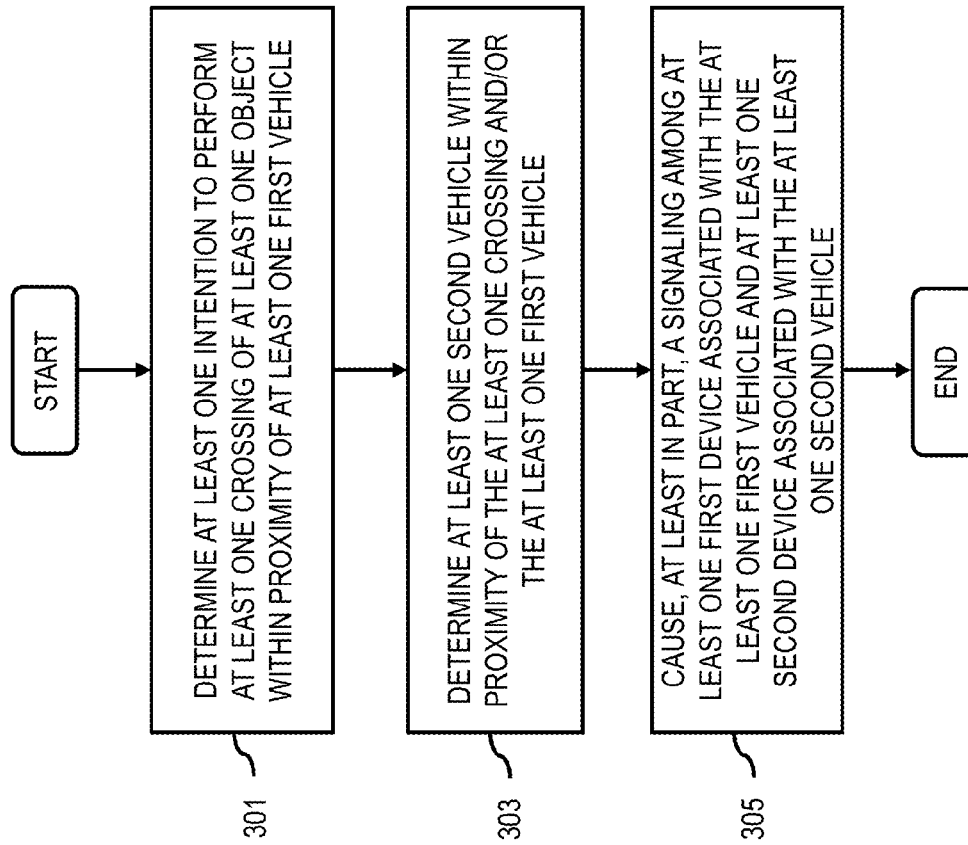 START
DETERMINE AT LEAST ONE INTENTION TO PERFORM
AT LEAST ONE CROSSING OF AT LEAST ONE OBJECT
WITHIN PROXIMITY OF AT LEAST ONE FIRST VEHICLE
301
DETERMINE AT LEAST ONE SECOND VEHICLE WITHIN
PROXIMITY OF THE AT LEAST ONE CROSSING AND/OR
THE AT LEAST ONE FIRST VEHICLE
303
CAUSE, AT LEAST IN PART, A SIGNALING AMONG AT
LEAST ONE FIRST DEVICE ASSOCIATED WITH THE AT
LEAST ONE FIRST VEHICLE AND AT LEAST ONE
SECOND DEVICE ASSOCIATED WITH THE AT LEAST
ONE SECOND VEHICLE
305
END